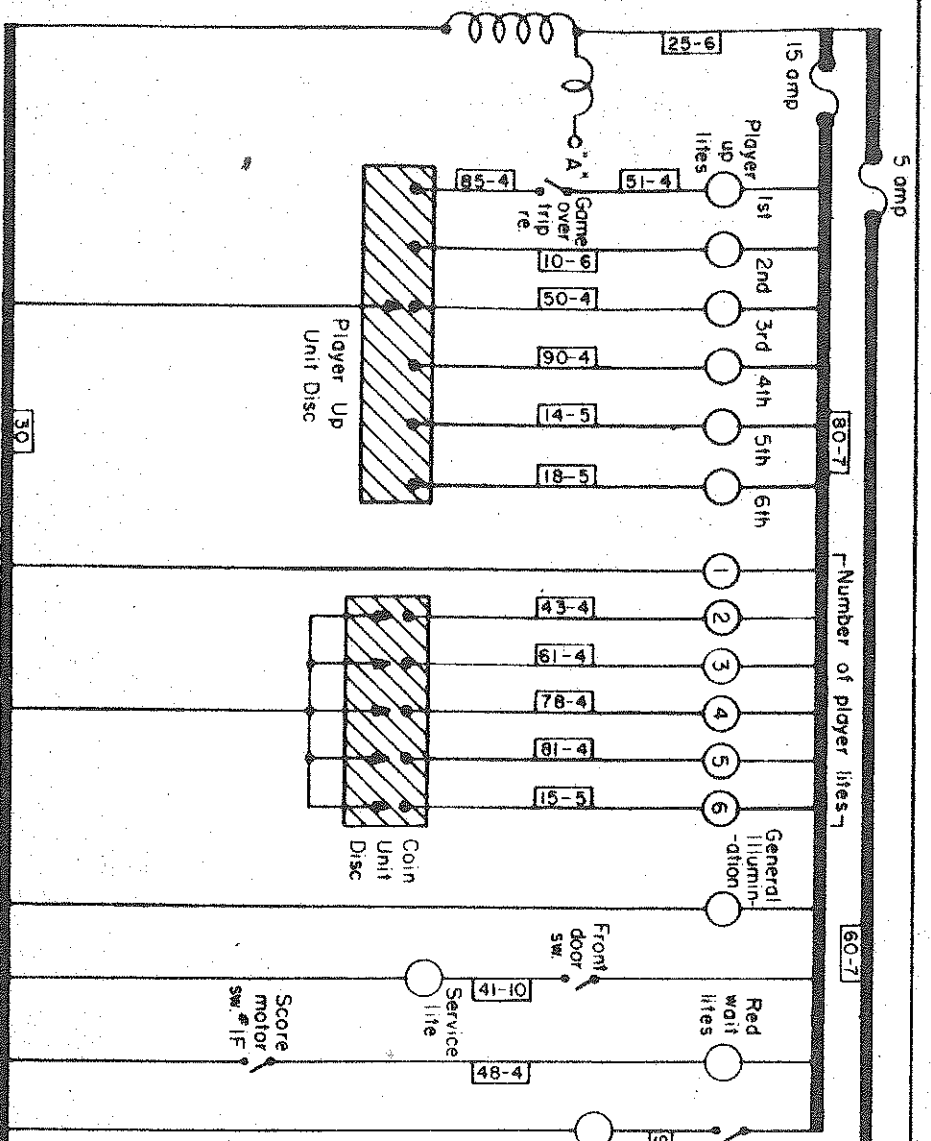 5 amp
15 amp
25-6
"A"
Player
up
lites
1st
2nd
3rd
4th
5th
6th
51-4
85-4
Game
over
trip
re.
10-6
50-4
90-4
14-5
18-5
Player Up
Unit Disc
30
80-7
Number of player lites
1
2
3
4
5
6
43-4
61-4
78-4
81-4
15-5
Coin
Unit
Disc
General
Illumin-
-ation
60-7
Front
door
sw.
41-10
Service
lite
Red
wait
lites
48-4
Score
motor
sw. #1F